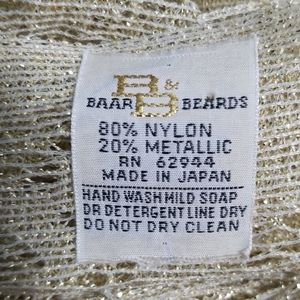 B & B
BAAR BEARDS
80% NYLON
20% METALLIC
RN 62944
MADE IN JAPAN
HAND WASH MILD SOAP
OR DETERGENT LINE DRY
DO NOT DRY CLEAN